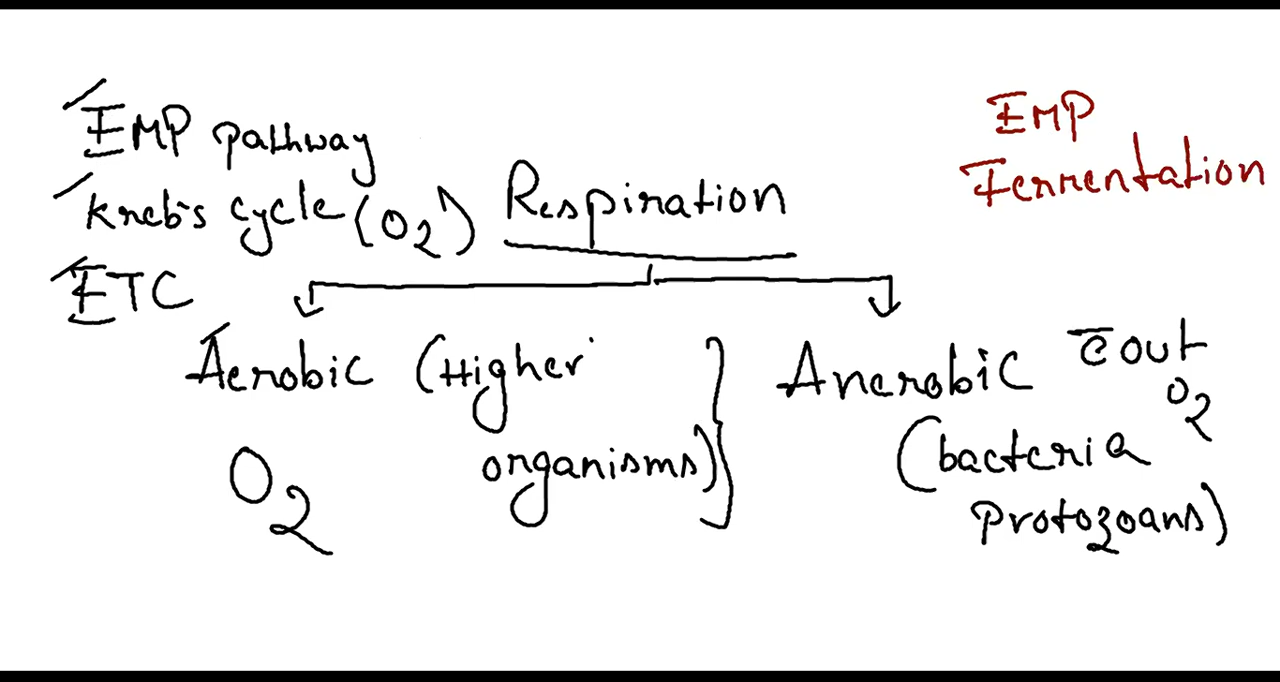 EMP pathway
Kreb's cycle (O2)
ETC
Respiration
EMP
Fermentation
Aerobic (Higher
organisms)
O2
Anerobic c̄out
O2
(bacteria
protozoans)